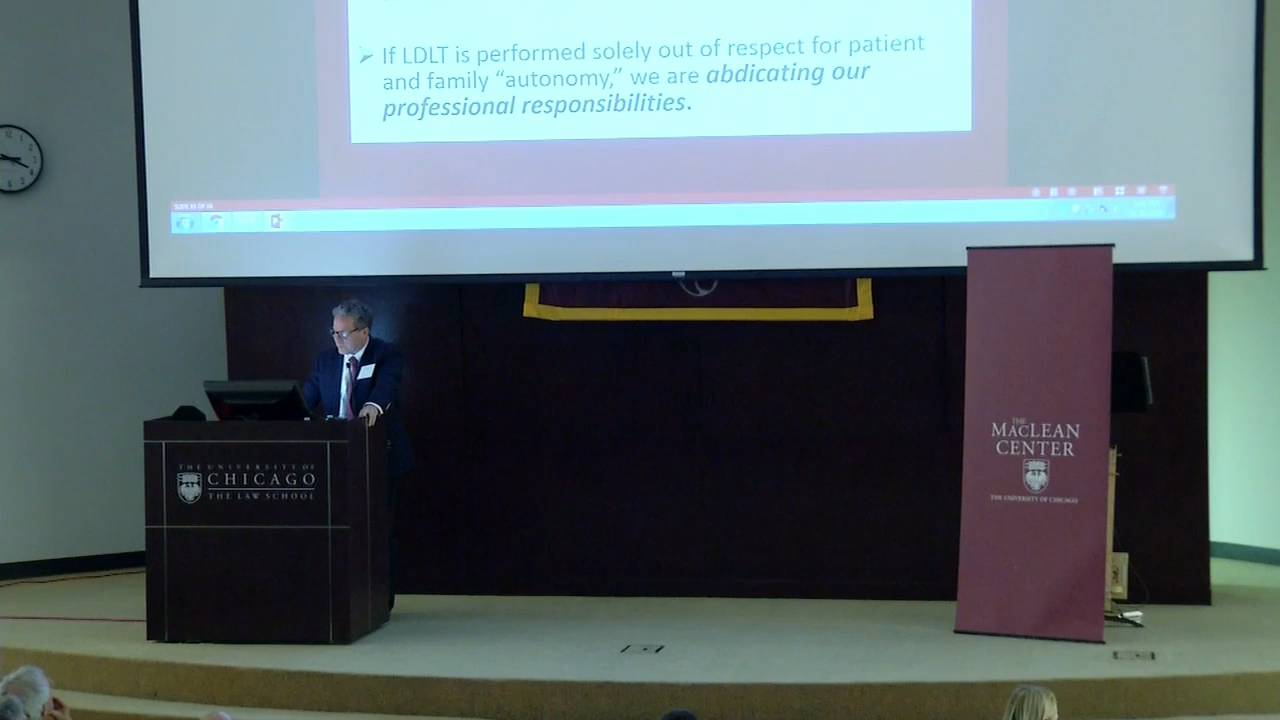 ➢ If LDLT is performed solely out of respect for patient
and family “autonomy,” we are abdicating our
professional responsibilities.
THE UNIVERSITY OF
CHICAGO
THE LAW SCHOOL
THE
MACLEAN
CENTER
THE UNIVERSITY OF CHICAGO